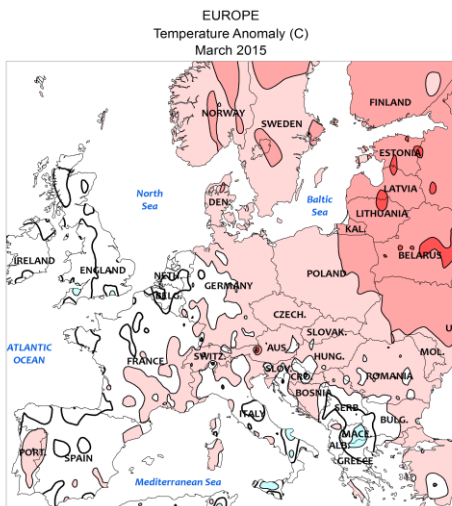 EUROPE
Temperature Anomaly (C)
March 2015
FINLAND
NORWAY
SWEDEN
ESTONIA
North
Sea
Baltic
Sea
LATVIA
DEN.
LITHUANIA
KAL.
IRELAND
ENGLAND
BELARUS
NETH.
BELG.
GERMANY
POLAND
CZECH.
U
ATLANTIC
OCEAN
FRANCE
SWITZ.
AUS.
SLOVAK.
HUNG.
MOL.
SLOV.
CRO.
ROMANIA
BOSNIA
ITALY
SERB.
BULG.
PORT.
SPAIN
MACE.
ALB.
GREECE
Mediterranean Sea